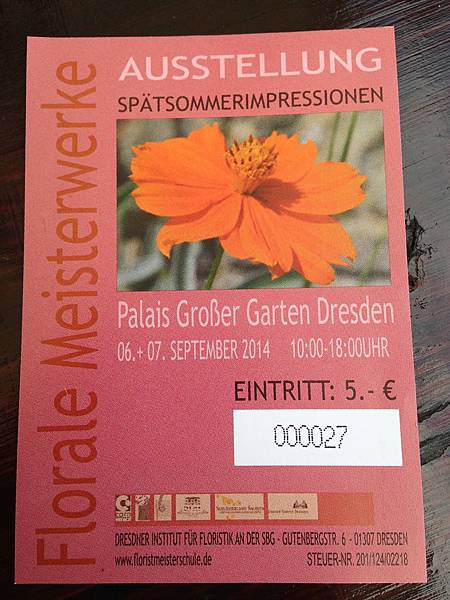 Florale Meisterwerke
AUSSTELLUNG
SPÄTSOMMERIMPRESSIONEN
Palais Großer Garten Dresden
06.+ 07. SEPTEMBER 2014 10:00-18:00UHR
EINTRITT: 5.- €
000027
DRESDNER INSTITUT FÜR FLORISTIK AN DER SBG - GUTENBERGSTR. 6 - 01307 DRESDEN
www.floristmeisterschule.de STEUER-NR. 201/124/02218